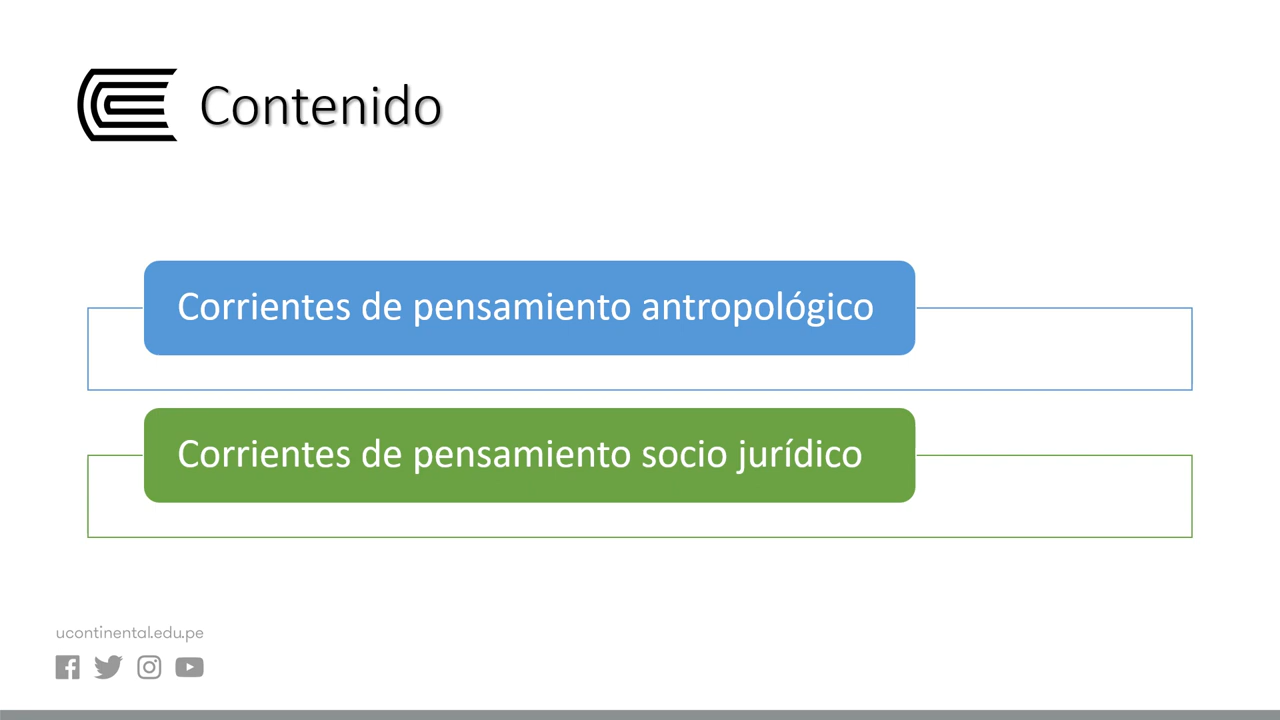 Contenido
Corrientes de pensamiento antropológico
Corrientes de pensamiento socio jurídico
ucontinental.edu.pe